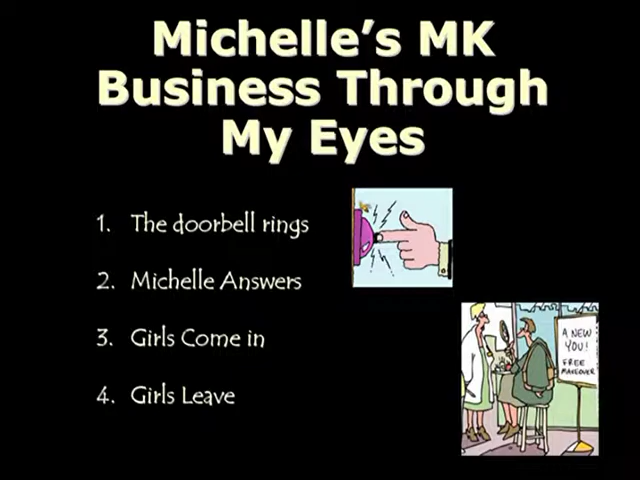 Michelle's MK
Business Through
My Eyes
1. The doorbell rings
2. Michelle Answers
3. Girls Come in
4. Girls Leave
A NEW
YOU!
FREE
MAKEOVER